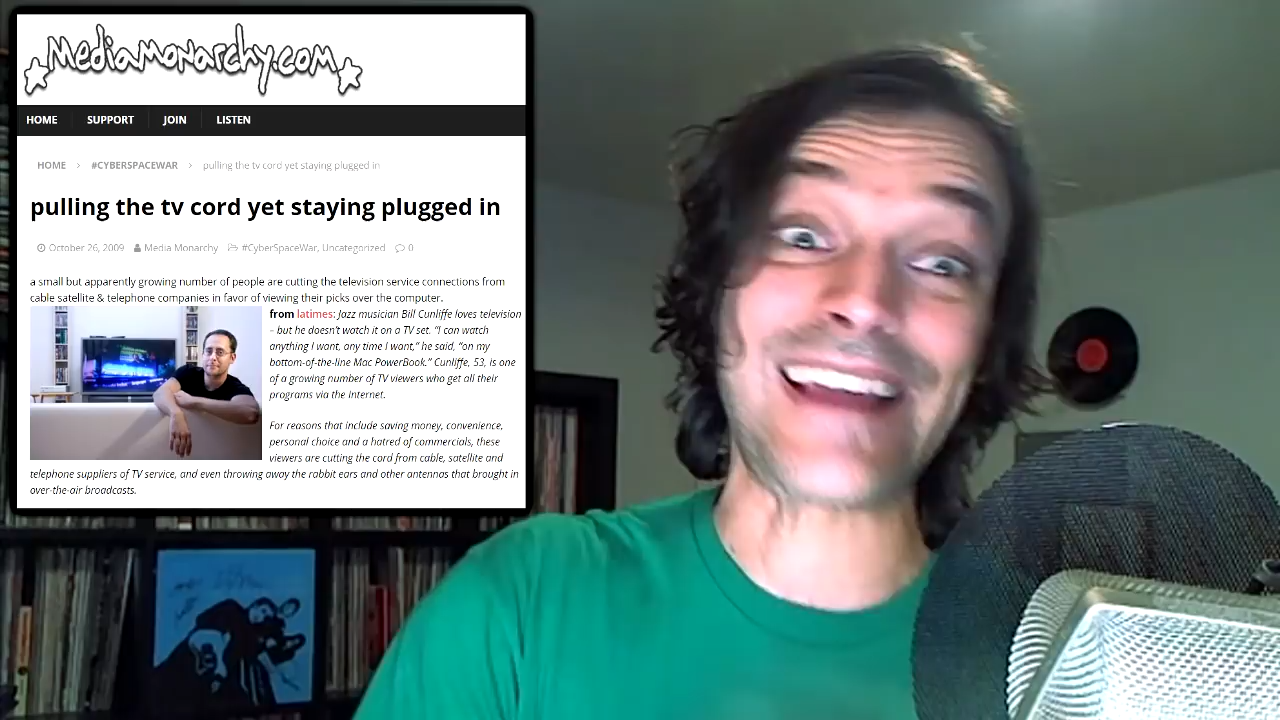 Mediamonarchy.com
HOME SUPPORT JOIN LISTEN
HOME > #CYBERSPACEWAR > pulling the tv cord yet staying plugged in
pulling the tv cord yet staying plugged in
October 26, 2009 Media Monarchy #CyberSpaceWar, Uncategorized 0
a small but apparently growing number of people are cutting the television service connections from
cable satellite & telephone companies in favor of viewing their picks over the computer.
from latimes: Jazz musician Bill Cunliffe loves television
– but he doesn't watch it on a TV set. "I can watch
anything I want, any time I want," he said, "on my
bottom-of-the-line Mac PowerBook." Cunliffe, 53, is one
of a growing number of TV viewers who get all their
programs via the Internet.
For reasons that include saving money, convenience,
personal choice and a hatred of commercials, these
viewers are cutting the cord from cable, satellite and
telephone suppliers of TV service, and even throwing away the rabbit ears and other antennas that brought in
over-the-air broadcasts.